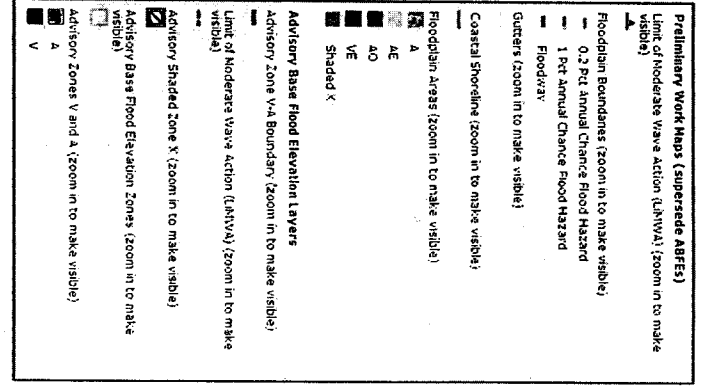 Preliminary Work Maps (supersede ABFEs)
Limit of Moderate Wave Action (LiMWA) (zoom in to make
visible)
Floodplain Boundaries (zoom in to make visible)
0.2 Pct Annual Chance Flood Hazard
1 Pct Annual Chance Flood Hazard
Floodway
Gutters (zoom in to make visible)
Coastal Shoreline (zoom in to make visible)
Floodplain Areas (zoom in to make visible)
A
AE
AO
VE
Shaded X
Advisory Base Flood Elevation Layers
Advisory Zone V-A Boundary (zoom in to make visible)
Limit of Moderate Wave Action (LiMWA) (zoom in to make
visible)
Advisory Shaded Zone X (zoom in to make visible)
Advisory Base Flood Elevation Zones (zoom in to make
visible)
Advisory Zones V and A (zoom in to make visible)
A
V